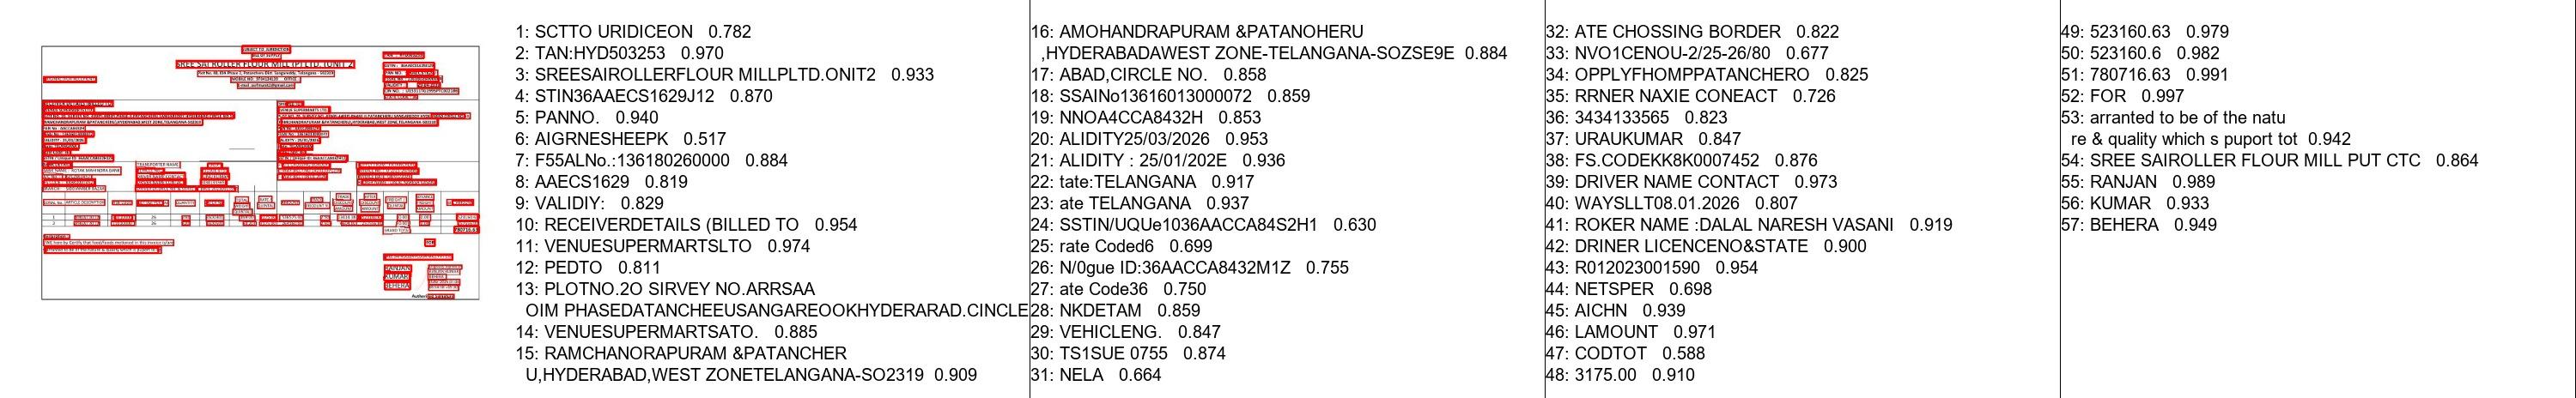 SREE SAI ROLLER FLOUR MILL PVT LTD. (UNIT 2
1: SCTTO URIDICEON 0.782
2: TAN:HYD503253 0.970
3: SREESAIROLLERFLOUR MILLPLTD.ONIT2 0.933
4: STIN36AAECS1629J12 0.870
5: PANNO. 0.940
6: AIGRNESHEEPK 0.517
7: F55ALNo.:136180260000 0.884
8: AAECS1629 0.819
9: VALIDIY: 0.829
10: RECEIVERDETAILS (BILLED TO 0.954
11: VENUESUPERMARTSLTO 0.974
12: PEDTO 0.811
13: PLOTNO.2O SIRVEY NO.ARRSAA
OIM PHASEDATANCHEEUSANGAREOOKHYDERARAD.CINCLE
14: VENUESUPERMARTSATO. 0.885
15: RAMCHANORAPURAM &PATANCHER
U,HYDERABAD,WEST ZONETELANGANA-SO2319 0.909
16: AMOHANDRAPURAM &PATANOHERU
,HYDERABADAWEST ZONE-TELANGANA-SOZSE9E 0.884
17: ABAD,CIRCLE NO. 0.858
18: SSAINo13616013000072 0.859
19: NNOA4CCA8432H 0.853
20: ALIDITY25/03/2026 0.953
21: ALIDITY : 25/01/202E 0.936
22: tate:TELANGANA 0.917
23: ate TELANGANA 0.937
24: SSTIN/UQUe1036AACCA84S2H1 0.630
25: rate Coded6 0.699
26: N/0gue ID:36AACCA8432M1Z 0.755
27: ate Code36 0.750
28: NKDETAM 0.859
29: VEHICLENG. 0.847
30: TS1SUE 0755 0.874
31: NELA 0.664
32: ATE CHOSSING BORDER 0.822
33: NVO1CENOU-2/25-26/80 0.677
34: OPPLYFHOMPPATANCHERO 0.825
35: RRNER NAXIE CONEACT 0.726
36: 3434133565 0.823
37: URAUKUMAR 0.847
38: FS.CODEKK8K0007452 0.876
39: DRIVER NAME CONTACT 0.973
40: WAYSLLT08.01.2026 0.807
41: ROKER NAME :DALAL NARESH VASANI 0.919
42: DRINER LICENCENO&STATE 0.900
43: R012023001590 0.954
44: NETSPER 0.698
45: AICHN 0.939
46: LAMOUNT 0.971
47: CODTOT 0.588
48: 3175.00 0.910
49: 523160.63 0.979
50: 523160.6 0.982
51: 780716.63 0.991
52: FOR 0.997
53: arranted to be of the natu
re & quality which s puport tot 0.942
54: SREE SAIROLLER FLOUR MILL PUT CTC 0.864
55: RANJAN 0.989
56: KUMAR 0.933
57: BEHERA 0.949